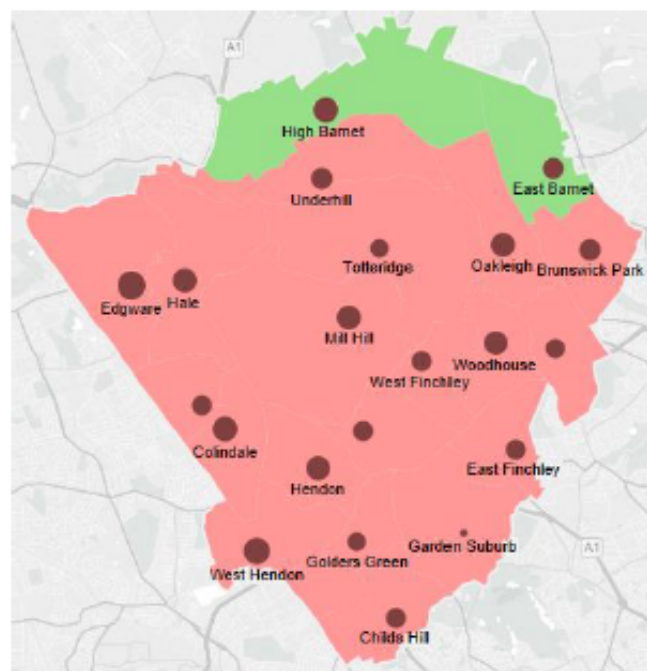 A1
High Barnet
East Barnet
Underhill
Totteridge
Oakleigh
Brunswick Park
Edgware
Hale
Mill Hill
West Finchley
Woodhouse
Colindale
Hendon
East Finchley
West Hendon
Golders Green
Garden Suburb
A1
Childs Hill